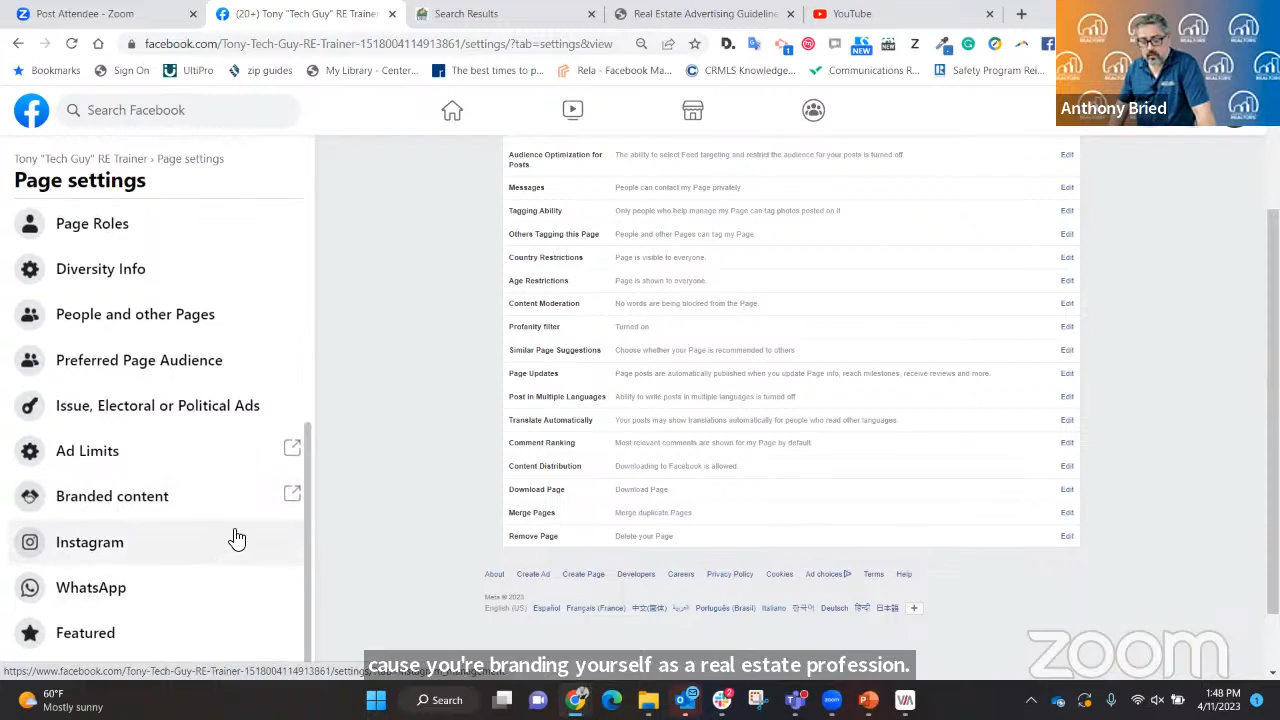 (20+) Tony "Tech Guy" RE Trainer
Search Results
Website Design Guidelines
YouTube
facebook.com/Tony-Tech-Guy-RE-Trainer-151800411913861/settings/?tab=settings&view
Bookmarks
Sign On
UltiPro
zip guides
My Library - Center...
The best times to p...
Rela - Facebook Ma...
CRMLS Knowledge...
Communications R...
Safety Program Rei...
Search Facebook
Anthony Bried
Tony "Tech Guy" RE Trainer › Page settings
Page settings
Page Roles
Diversity Info
People and other Pages
Preferred Page Audience
Issue, Electoral or Political Ads
Ad Limits
Branded content
Instagram
WhatsApp
Featured
Audience Optimization for Posts The ability to select Feed targeting and restrict the audience for your posts is turned off Edit
Messages People can contact my Page privately. Edit
Tagging Ability Only people who help manage my Page can tag photos posted on it Edit
Others Tagging this Page People and other Pages can tag my Page. Edit
Country Restrictions Page is visible to everyone. Edit
Age Restrictions Page is shown to everyone. Edit
Content Moderation No words are being blocked from the Page. Edit
Profanity filter Turned on Edit
Similar Page Suggestions Choose whether your Page is recommended to others Edit
Page Updates Page posts are automatically published when you update Page info, reach milestones, receive reviews and more. Edit
Post in Multiple Languages Ability to write posts in multiple languages is turned off Edit
Translate Automatically Your posts may show translations automatically for people who read other languages. Edit
Comment Ranking Most relevant comments are shown for my Page by default. Edit
Content Distribution Downloading to Facebook is allowed. Edit
Download Page Download Page Edit
Merge Pages Merge duplicate Pages Edit
Remove Page Delete your Page Edit
About Create Ad Create Page Developers Careers Privacy Policy Cookies Ad choices Terms Help
Meta © 2023
English (US) Español Français (France) 中文(简体) العربية Português (Brasil) Italiano 한국어 Deutsch हिन्दी 日本語 +
zoom
cause you're branding yourself as a real estate profession.
60°F
Mostly sunny
Search
1:48 PM
4/11/2023